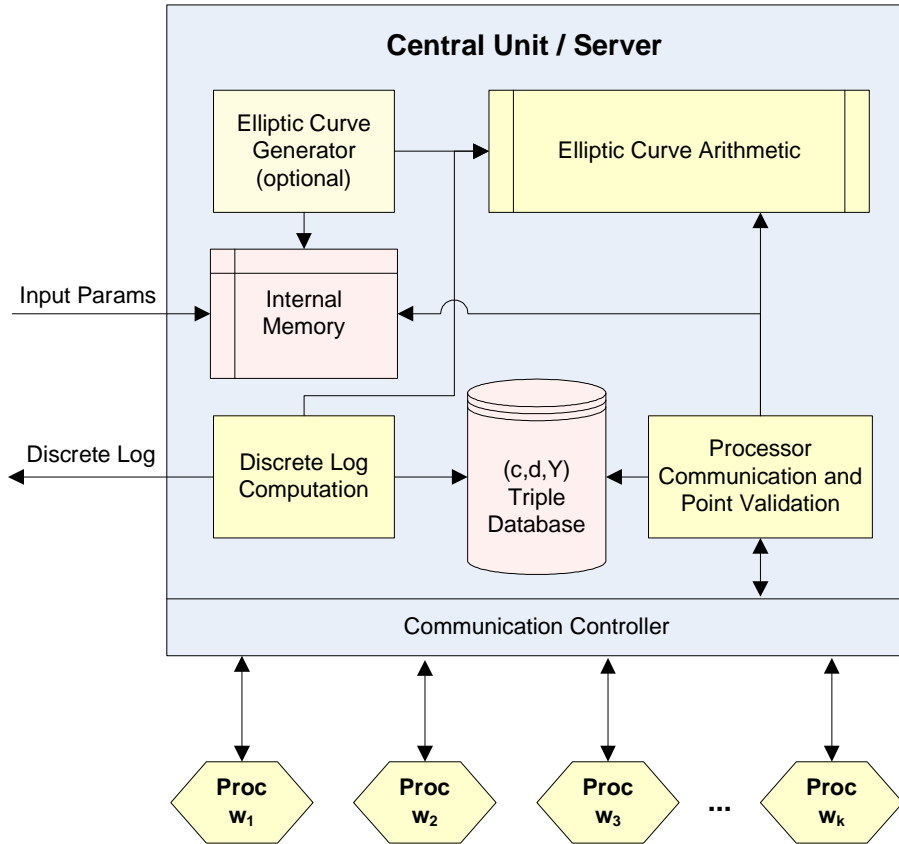 Central Unit / Server
Elliptic Curve
Generator
(optional)
Elliptic Curve Arithmetic
Input Params
Internal
Memory
Discrete Log
Discrete Log
Computation
(c,d,Y)
Triple
Database
Processor
Communication and
Point Validation
Communication Controller
Proc
w1
Proc
w2
Proc
w3
...
Proc
wk